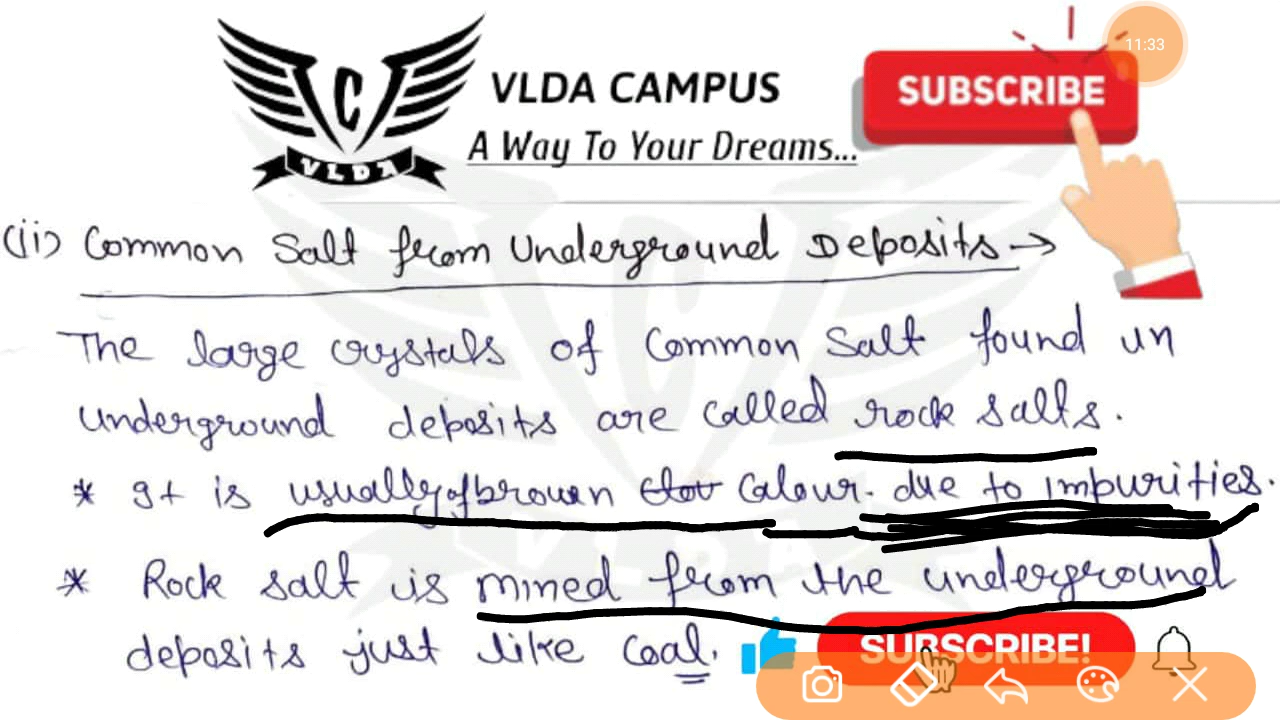 VLDA CAMPUS
A Way To Your Dreams...
C
VLDA
SUBSCRIBE
11:33
(ii) Common Salt from Underground Deposits →
The large crystals of Common Salt found in
Underground deposits are called rock salts.
* It is usually of brown colour. due to impurities.
* Rock salt is mined from the underground
deposits just like Coal.
SUBSCRIBE!